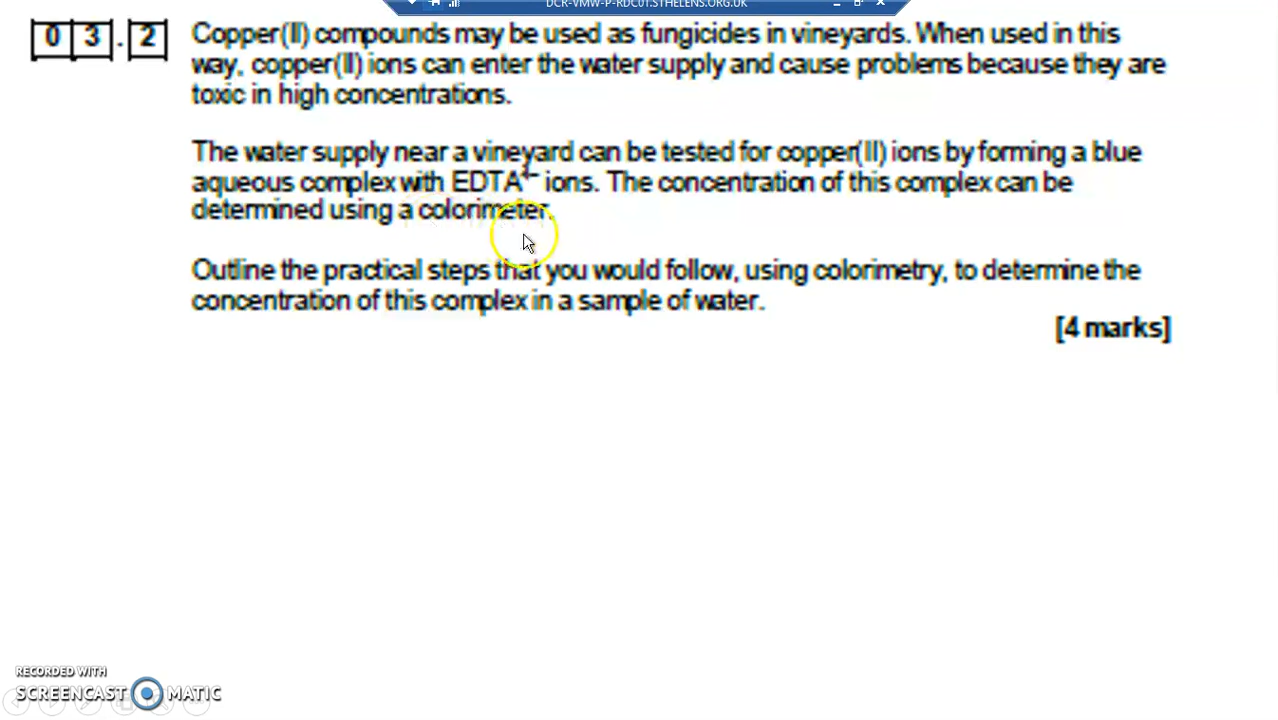 DCR-VMW-P-RDC01.STHELENS.ORG.UK
03.2 Copper(II) compounds may be used as fungicides in vineyards. When used in this
way, copper(II) ions can enter the water supply and cause problems because they are
toxic in high concentrations.
The water supply near a vineyard can be tested for copper(II) ions by forming a blue
aqueous complex with EDTA⁴⁻ ions. The concentration of this complex can be
determined using a colorimeter.
Outline the practical steps that you would follow, using colorimetry, to determine the
concentration of this complex in a sample of water.
[4 marks]
RECORDED WITH
SCREENCAST MATIC